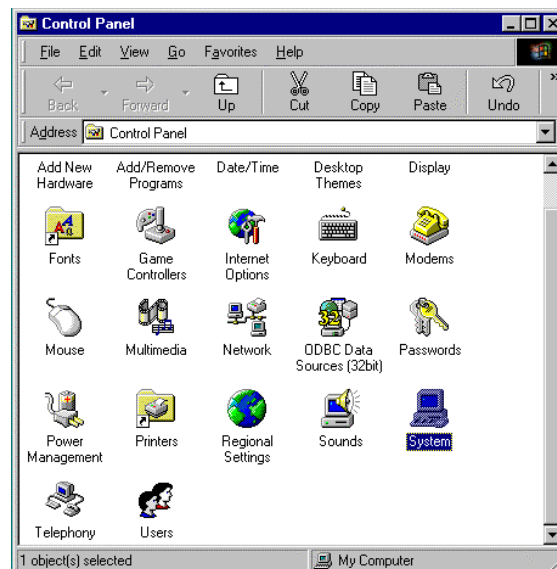 Control Panel
File Edit View Go Favorites Help
Back Forward Up Cut Copy Paste Undo »
Address Control Panel
Add New Hardware
Add/Remove Programs
Date/Time
Desktop Themes
Display
Fonts
Game Controllers
Internet Options
Keyboard
Modems
Mouse
Multimedia
Network
ODBC Data Sources (32bit)
Passwords
Power Management
Printers
Regional Settings
Sounds
System
Telephony
Users
1 object(s) selected
My Computer